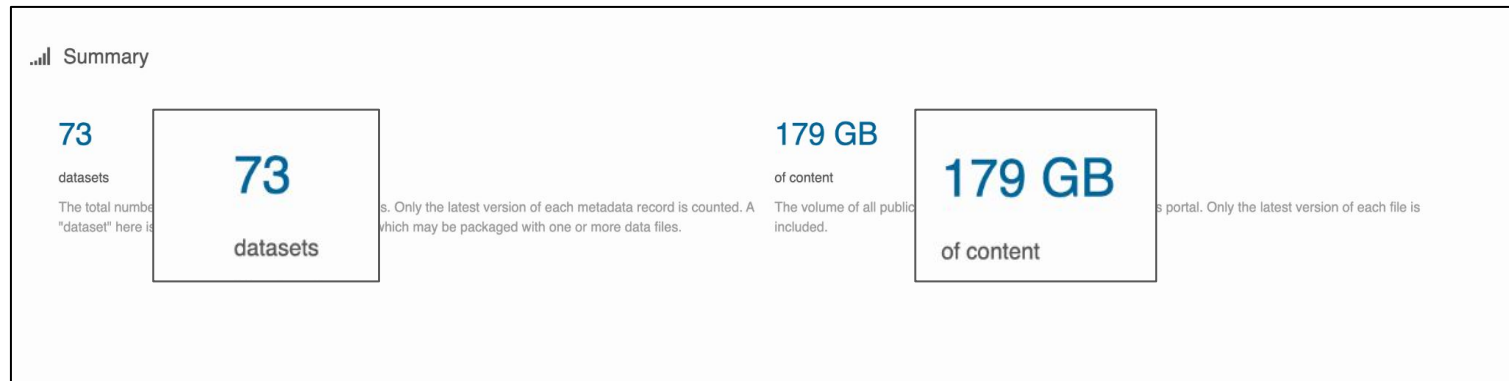 Summary
73
datasets
The total numbe
"dataset" here is
s. Only the latest version of each metadata record is counted. A
which may be packaged with one or more data files.
73
datasets
179 GB
of content
The volume of all public
included.
s portal. Only the latest version of each file is
179 GB
of content